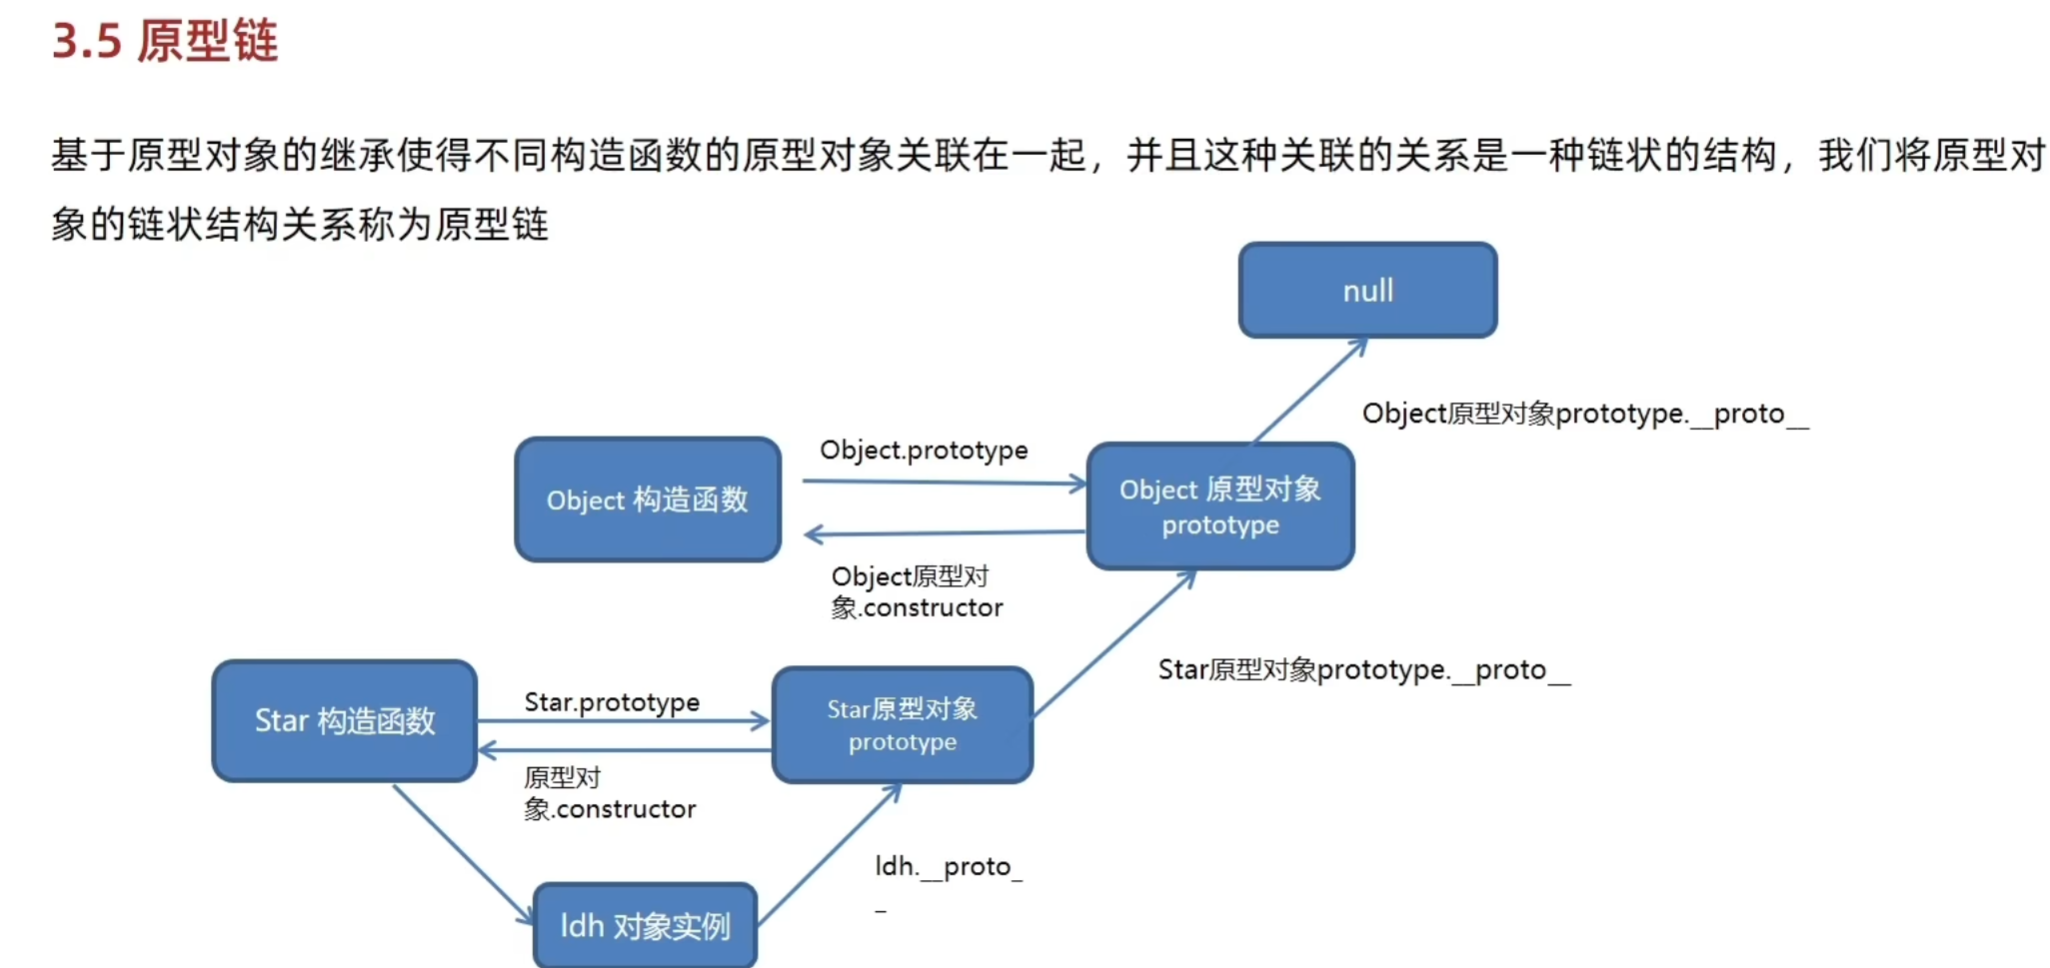 3.5 原型链
基于原型对象的继承使得不同构造函数的原型对象关联在一起，并且这种关联的关系是一种链状的结构，我们将原型对
象的链状结构关系称为原型链
null
Object原型对象prototype.__proto__
Object.prototype
Object 构造函数
Object 原型对象
prototype
Object原型对
象.constructor
Star原型对象prototype.__proto__
Star 构造函数
Star.prototype
Star原型对象
prototype
原型对
象.constructor
ldh.__proto_
_
ldh 对象实例